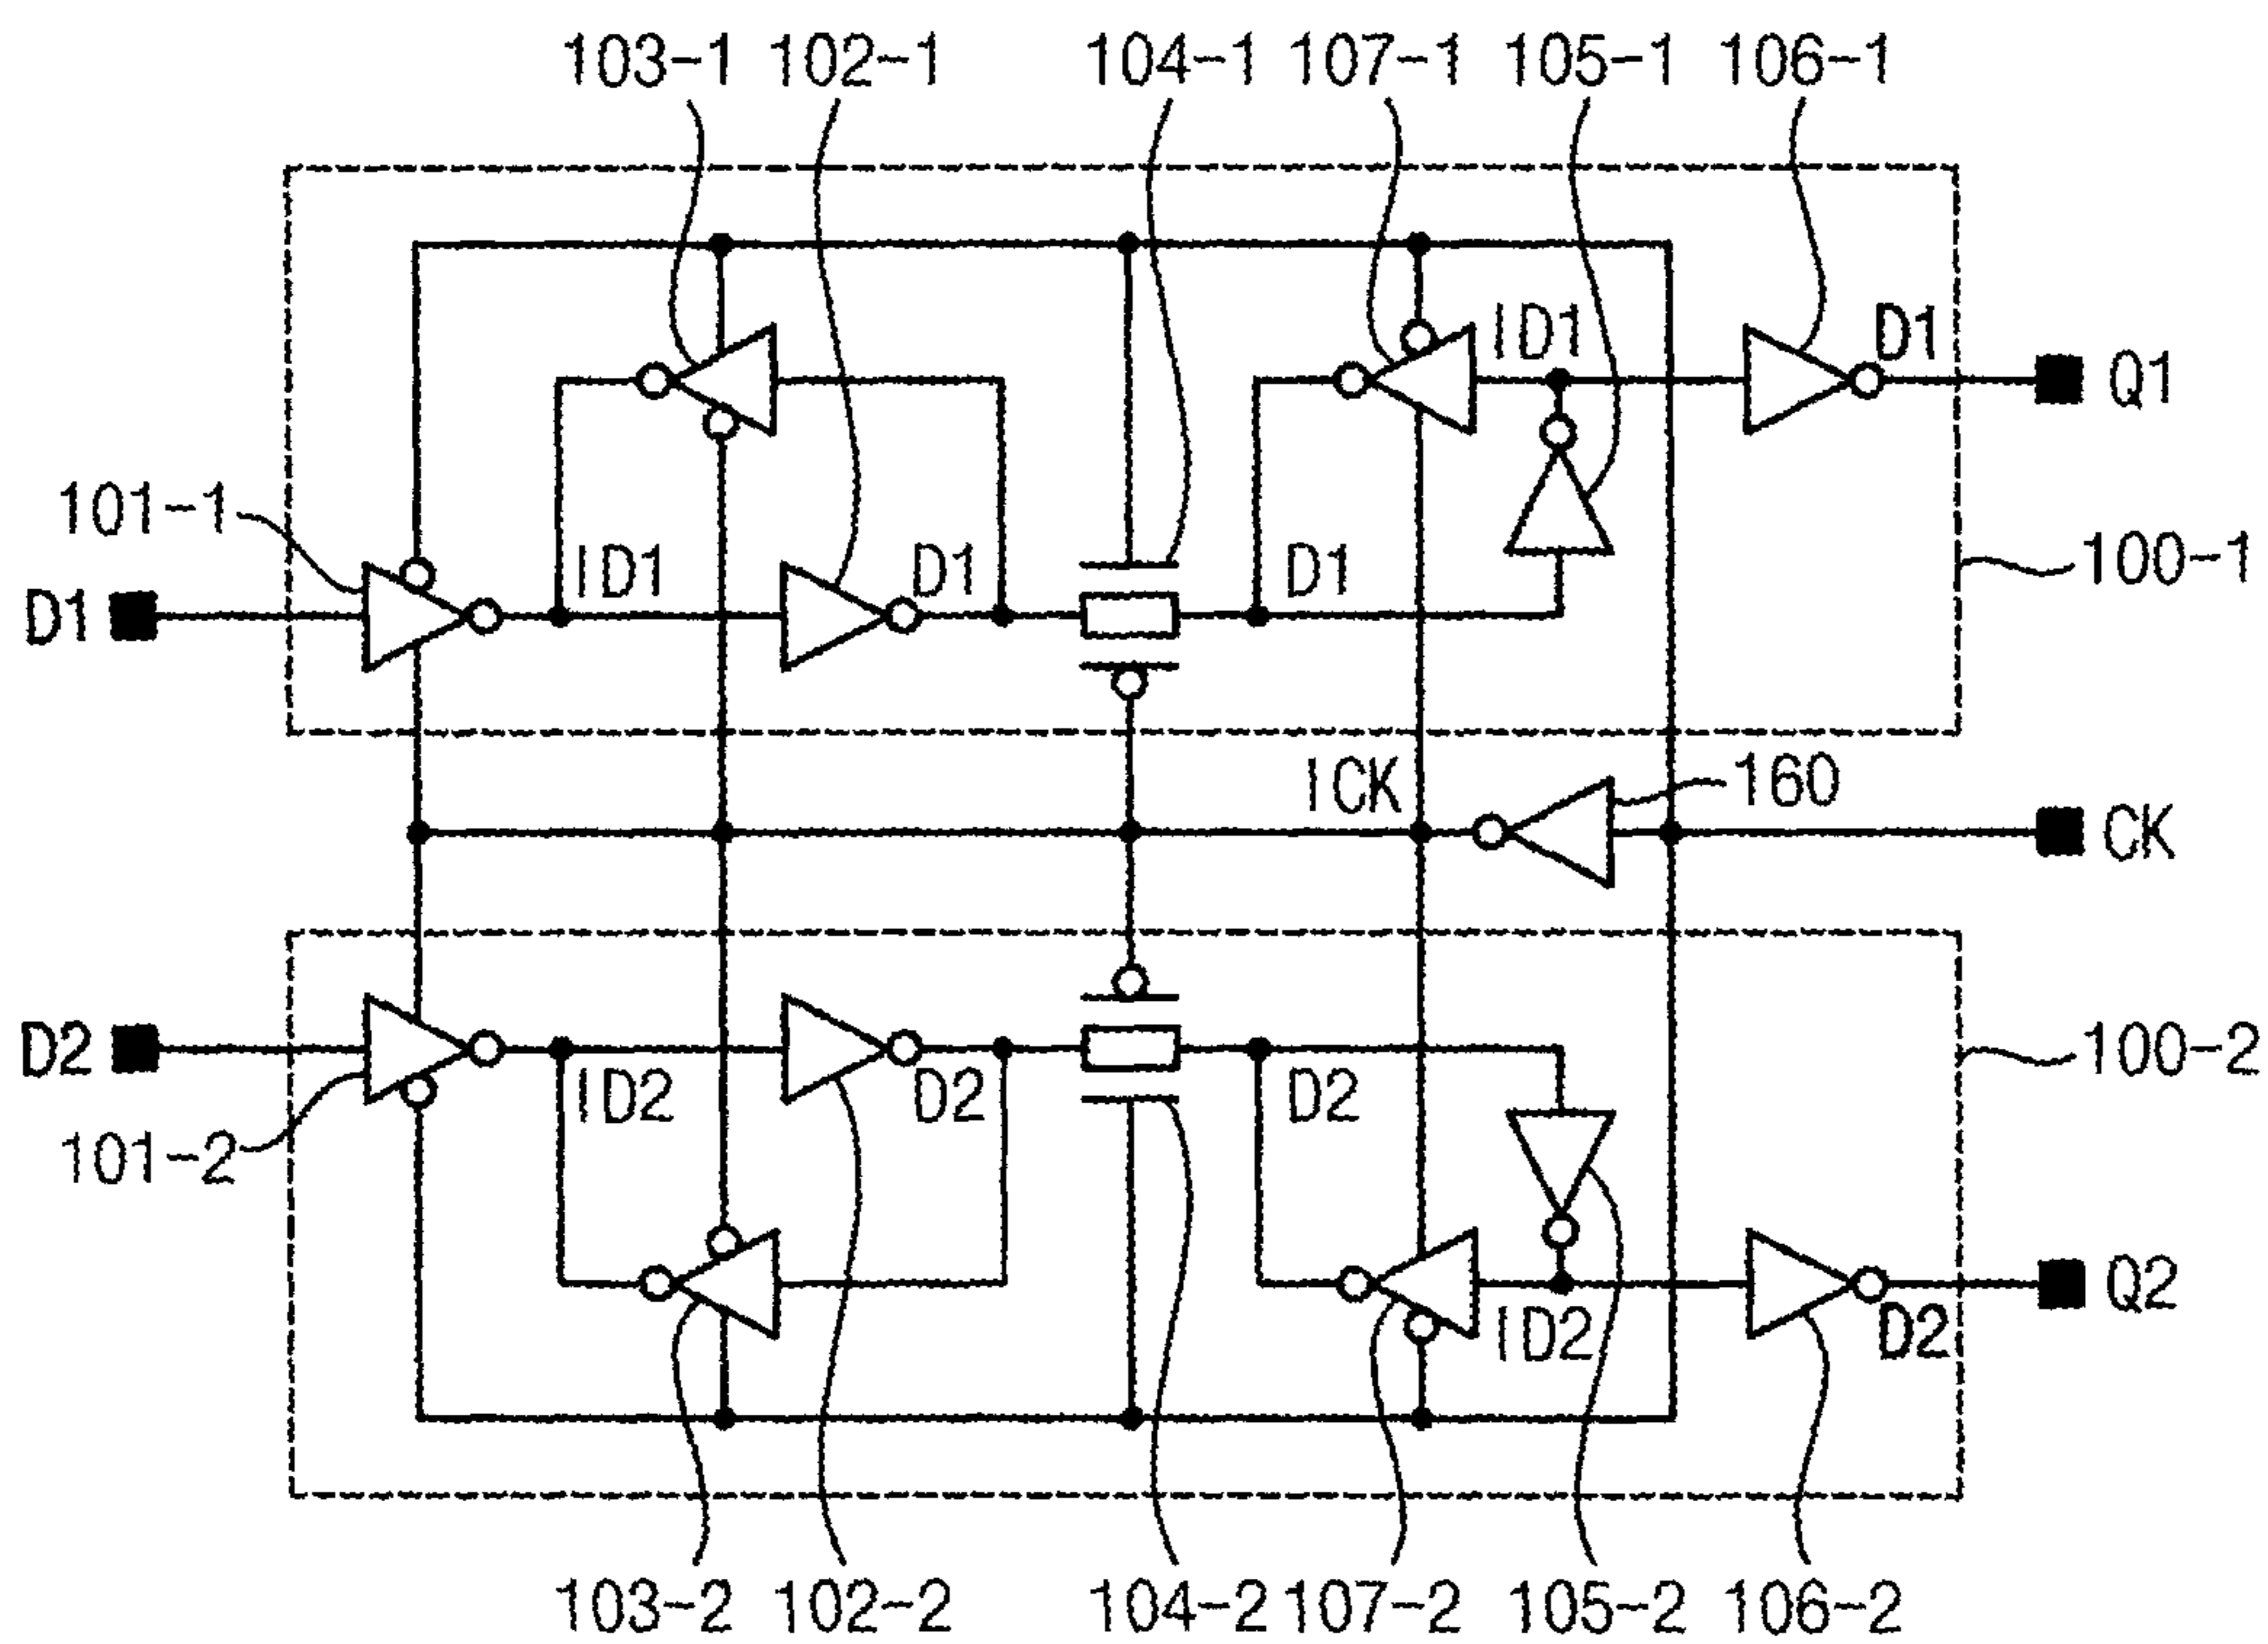 103-1 102-1 104-1 107-1 105-1 106-1
ID1 D1
Q1
101-1
ID1 D1 D1
100-1
D1
ICK 160
CK
D2
100-2
ID2 D2 D2
101-2
Q2
ID2 D2
103-2 102-2 104-2 107-2 105-2 106-2